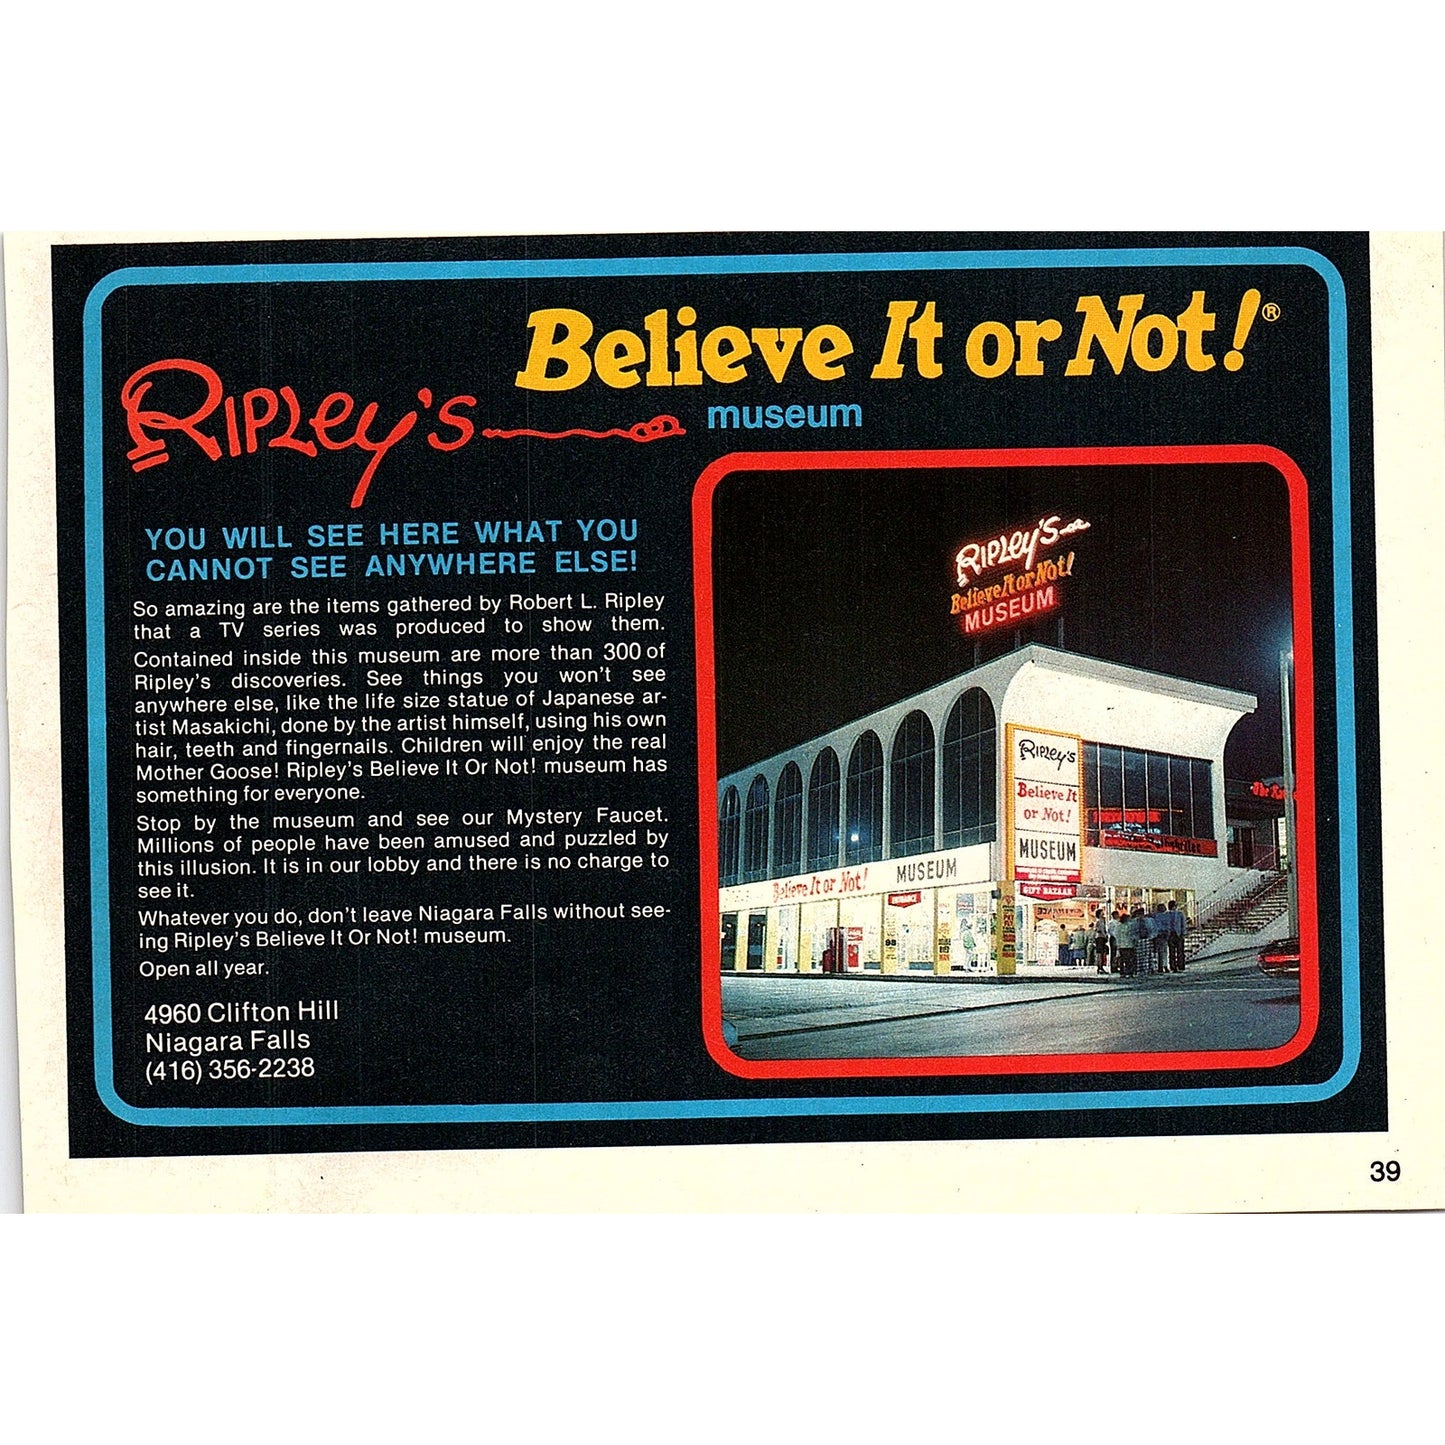 Believe It or Not!®
RIPLEY'S
museum
YOU WILL SEE HERE WHAT YOU
CANNOT SEE ANYWHERE ELSE!
So amazing are the items gathered by Robert L. Ripley
that a TV series was produced to show them.
Contained inside this museum are more than 300 of
Ripley's discoveries. See things you won't see
anywhere else, like the life size statue of Japanese ar-
tist Masakichi, done by the artist himself, using his own
hair, teeth and fingernails. Children will enjoy the real
Mother Goose! Ripley's Believe It Or Not! museum has
something for everyone.
Stop by the museum and see our Mystery Faucet.
Millions of people have been amused and puzzled by
this illusion. It is in our lobby and there is no charge to
see it.
Whatever you do, don't leave Niagara Falls without see-
ing Ripley's Believe It Or Not! museum.
Open all year.
4960 Clifton Hill
Niagara Falls
(416) 356-2238
RIPLEY'S
Believe It or Not!
MUSEUM
RIPLEY'S
Believe It
or Not!
MUSEUM
GIFT BAZAAR
Believe It or Not! MUSEUM
ENTRANCE
39